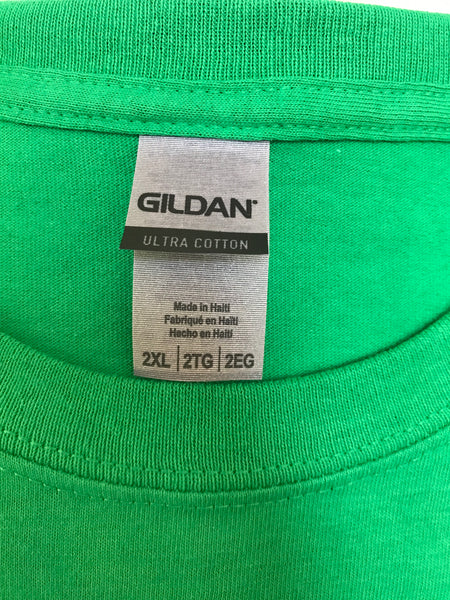 GILDAN
ULTRA COTTON
Made in Haiti
Fabriqué en Haïti
Hecho en Haití
2XL | 2TG | 2EG